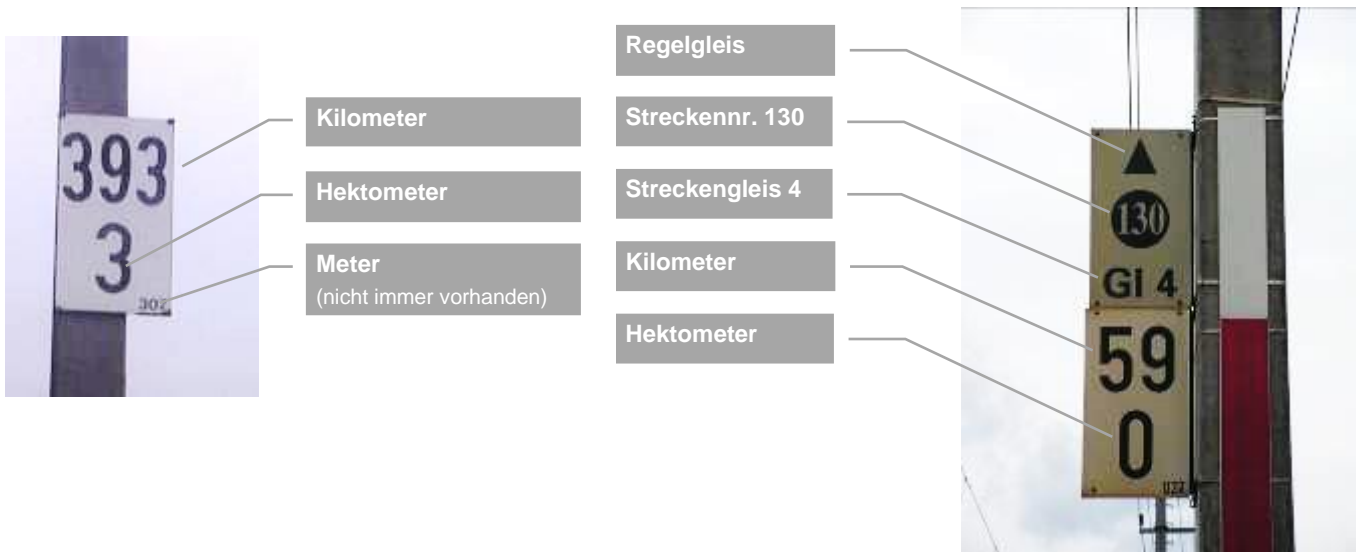 393
3
302
Kilometer
Hektometer
Meter
(nicht immer vorhanden)
Regelgleis
Streckennr. 130
Streckengleis 4
Kilometer
Hektometer
130
Gl 4
59
0